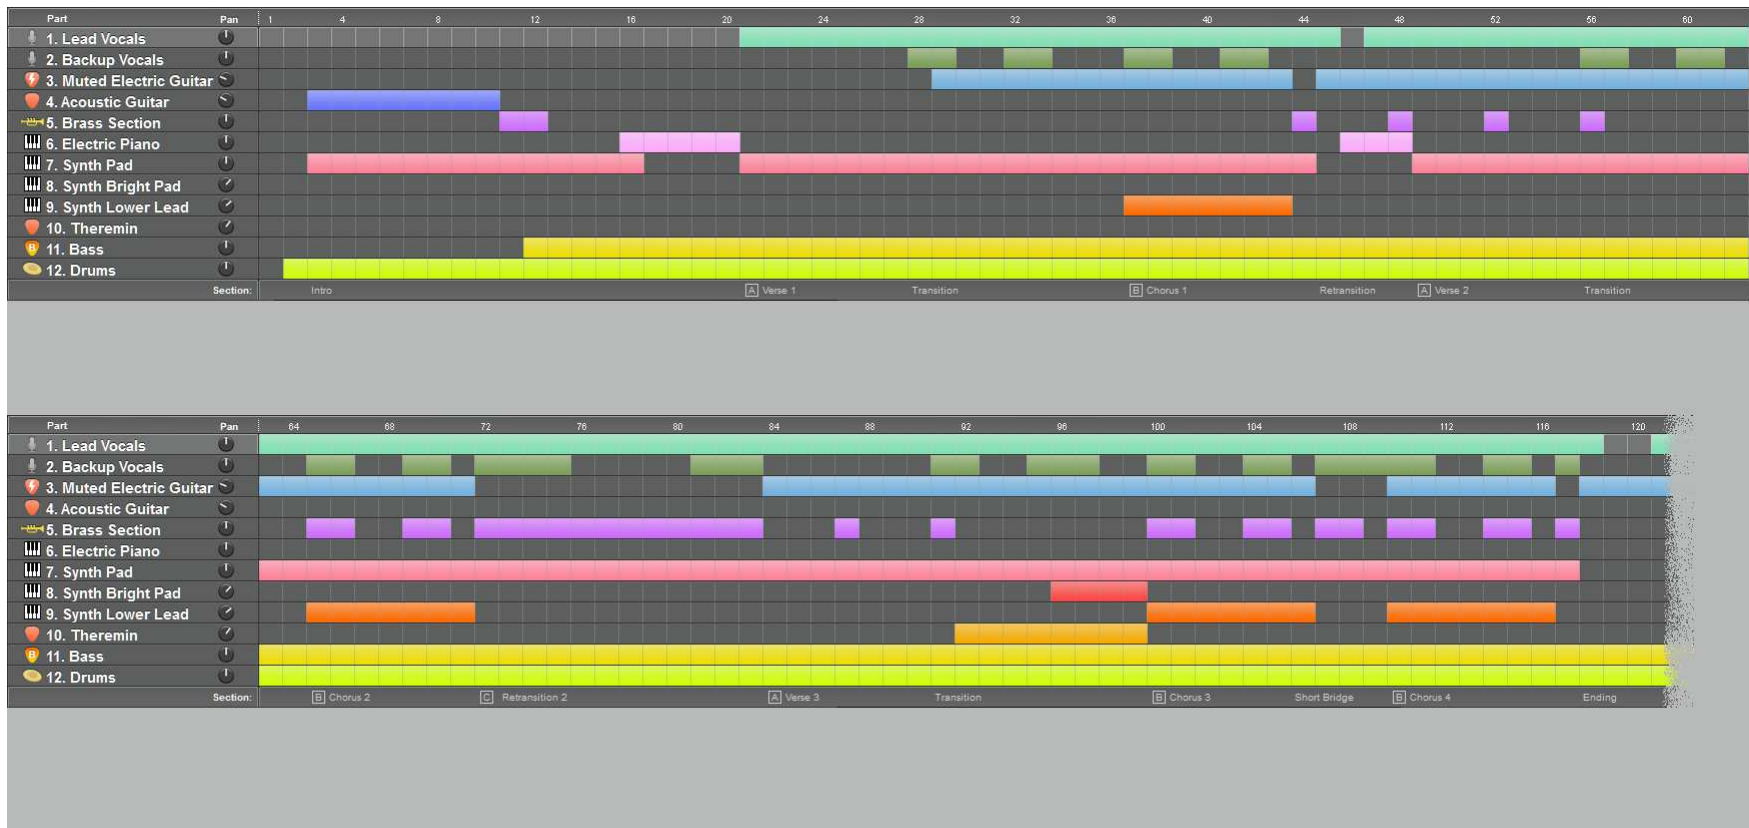 Part Pan 1 4 8 12 16 20 24 28 32 36 40 44 48 52 56 60
1. Lead Vocals
2. Backup Vocals
3. Muted Electric Guitar
4. Acoustic Guitar
5. Brass Section
6. Electric Piano
7. Synth Pad
8. Synth Bright Pad
9. Synth Lower Lead
10. Theremin
B 11. Bass
12. Drums
Section: Intro A Verse 1 Transition B Chorus 1 Retransition A Verse 2 Transition
Part Pan 64 68 72 76 80 84 88 92 96 100 104 108 112 116 120
1. Lead Vocals
2. Backup Vocals
3. Muted Electric Guitar
4. Acoustic Guitar
5. Brass Section
6. Electric Piano
7. Synth Pad
8. Synth Bright Pad
9. Synth Lower Lead
10. Theremin
B 11. Bass
12. Drums
Section: B Chorus 2 C Retransition 2 A Verse 3 Transition B Chorus 3 Short Bridge B Chorus 4 Ending